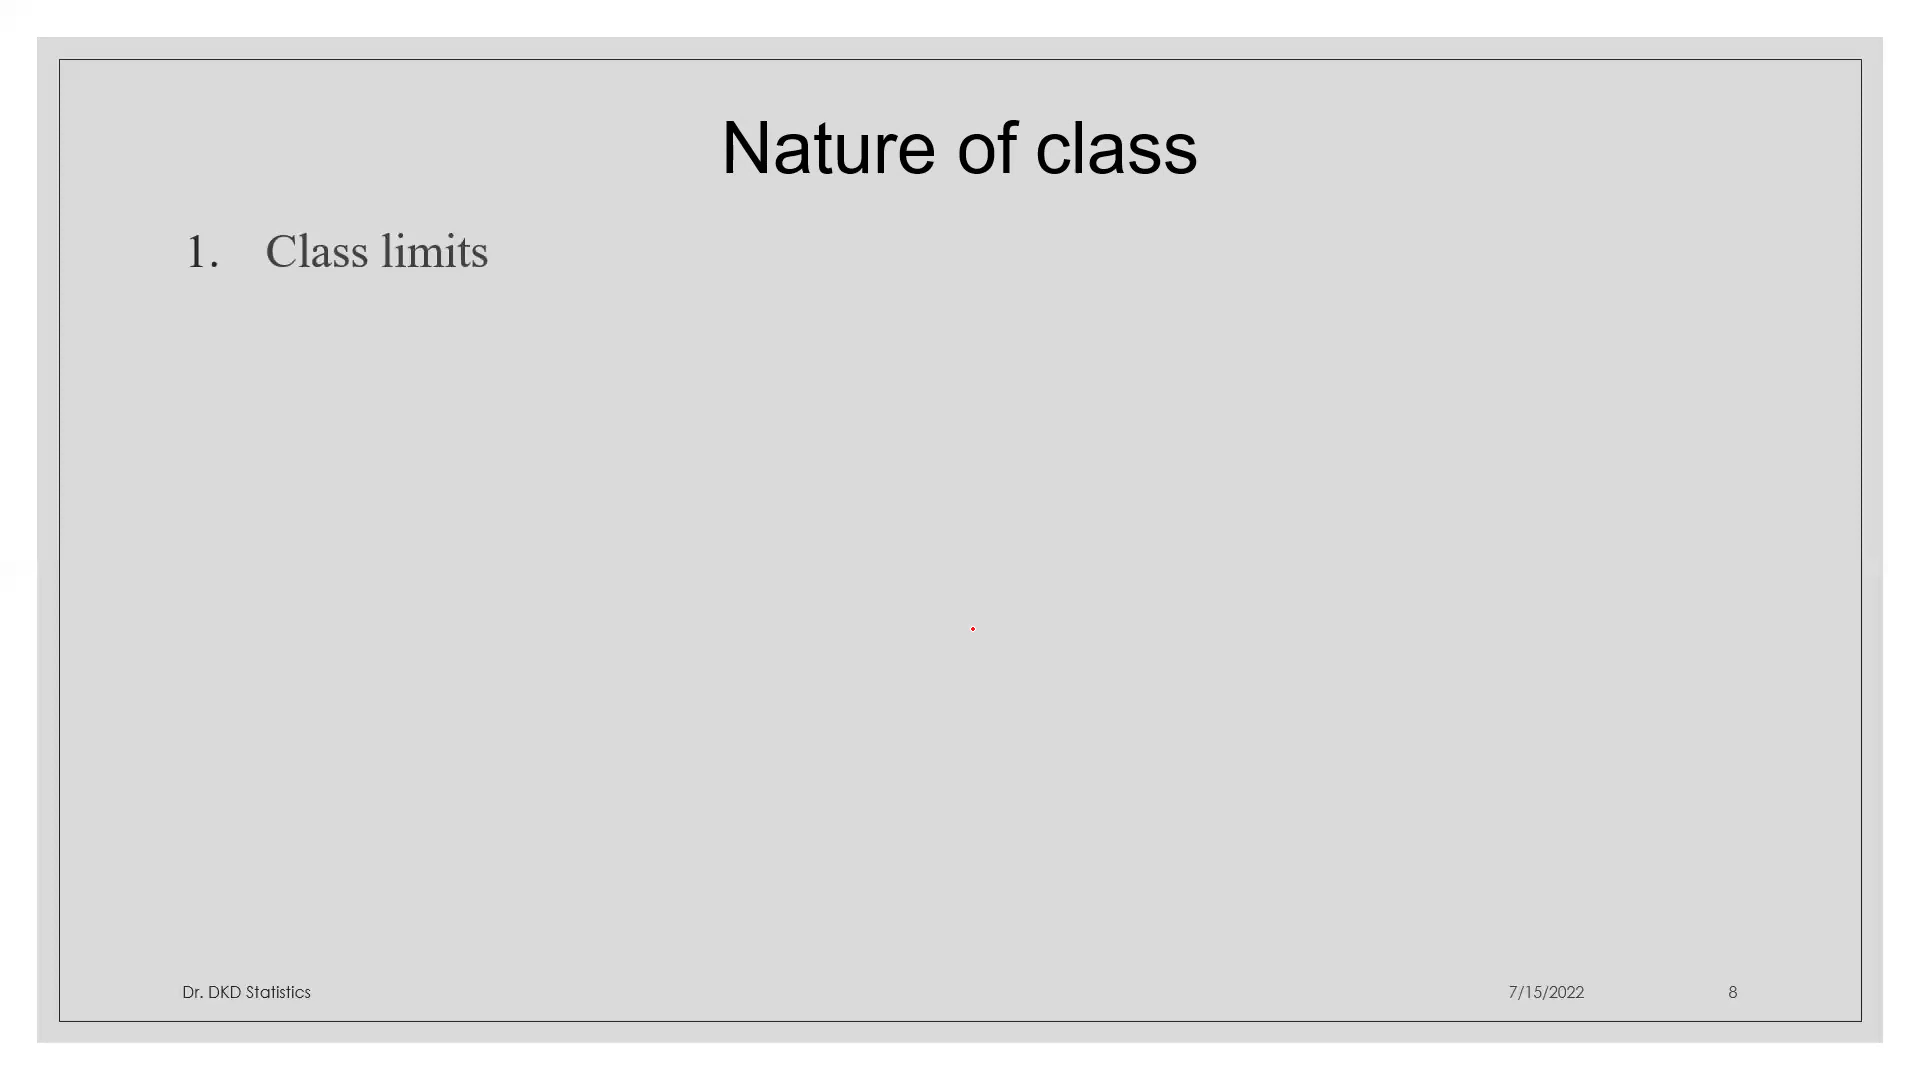 Nature of class
1. Class limits
Dr. DKD Statistics 7/15/2022 8